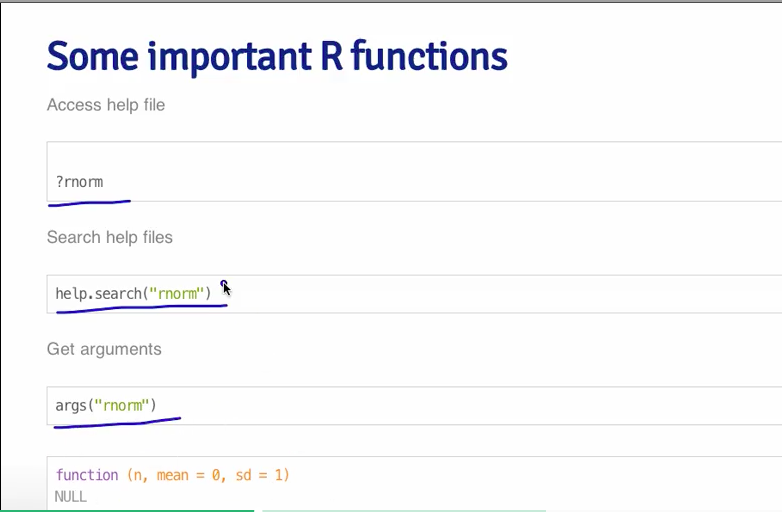 Some important R functions
Access help file
?rnorm
Search help files
help.search("rnorm")
Get arguments
args("rnorm")
function (n, mean = 0, sd = 1)
NULL